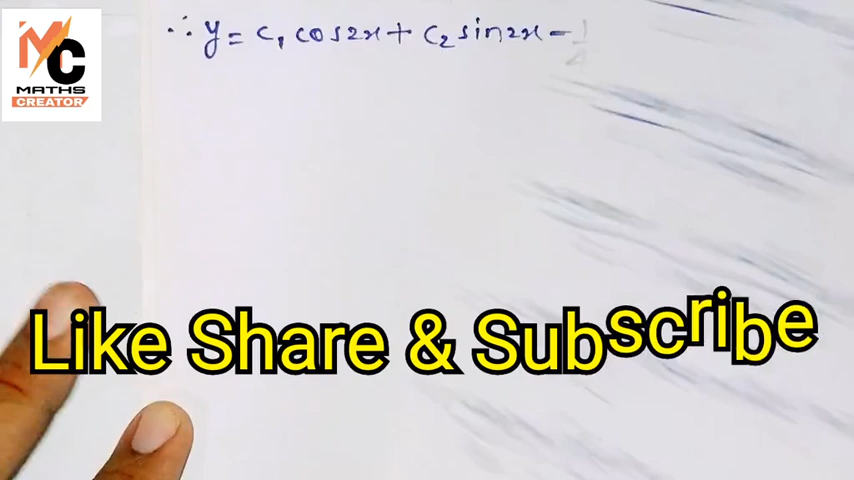 ∴ y = c₁ cos2x + c₂ sin2x - 1/4
MC
MATHS
CREATOR
Like Share & Subscribe